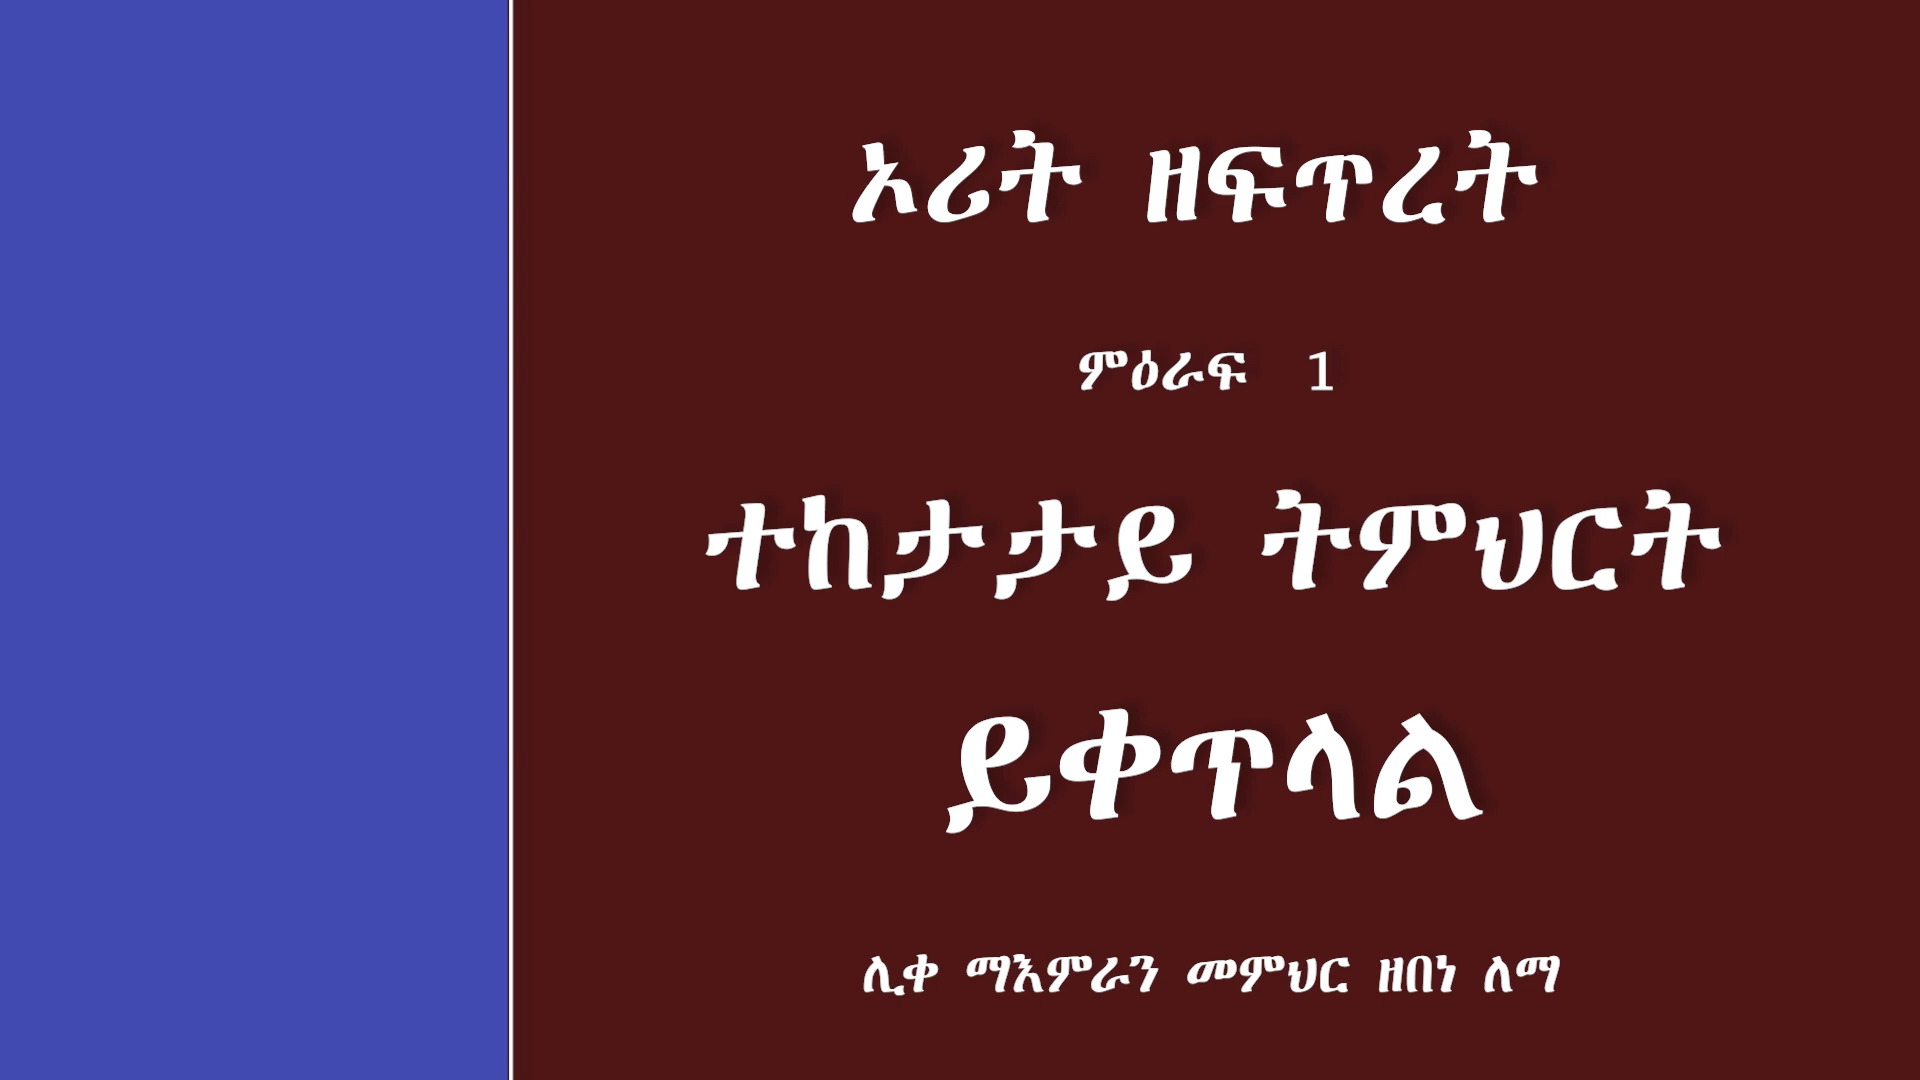 ኦሪት ዘፍጥረት
ምዕራፍ 1
ተከታታይ ትምህርት
ይቀጥላል
ሊቀ ማእምራን መምህር ዘበነ ለማ